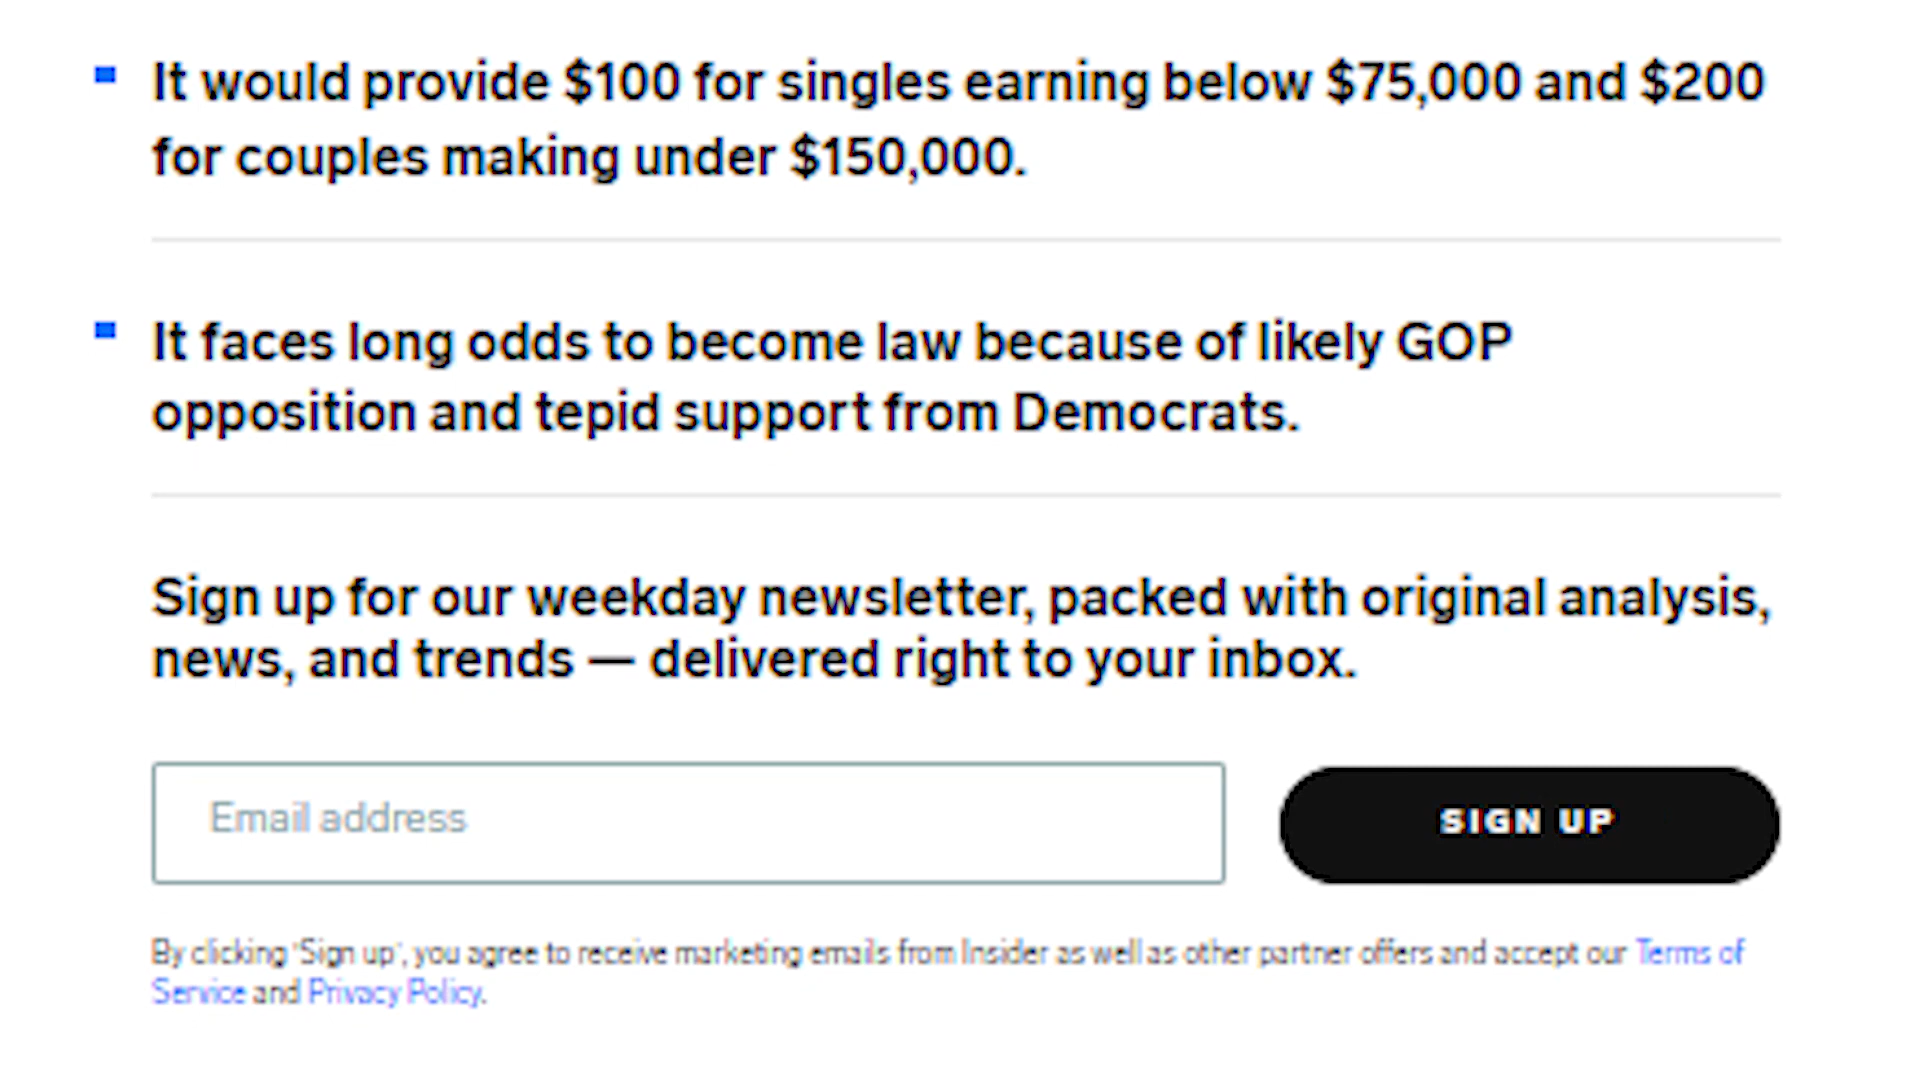 It would provide $100 for singles earning below $75,000 and $200
for couples making under $150,000.
It faces long odds to become law because of likely GOP
opposition and tepid support from Democrats.
Sign up for our weekday newsletter, packed with original analysis,
news, and trends — delivered right to your inbox.
Email address
SIGN UP
By clicking 'Sign up', you agree to receive marketing emails from Insider as well as other partner offers and accept our Terms of
Service and Privacy Policy.